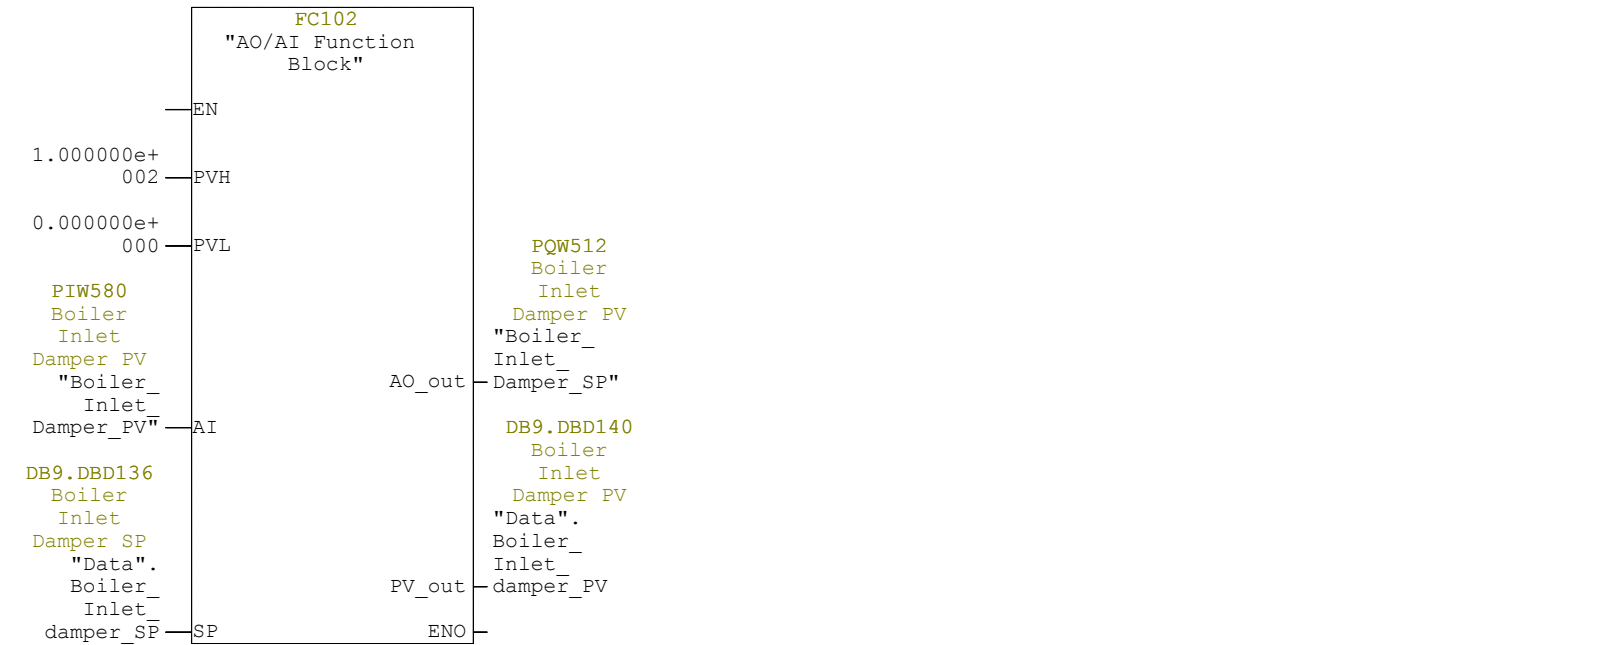 FC102
"AO/AI Function
Block"
EN
1.000000e+
002
PVH
0.000000e+
000
PVL
PIW580
Boiler
Inlet
Damper PV
"Boiler_
Inlet_
Damper_PV"
AI
DB9.DBD136
Boiler
Inlet
Damper SP
"Data".
Boiler_
Inlet_
damper_SP
SP
PQW512
Boiler
Inlet
Damper PV
"Boiler_
Inlet_
AO_out
Damper_SP"
DB9.DBD140
Boiler
Inlet
Damper PV
"Data".
Boiler_
Inlet_
PV_out
damper_PV
ENO